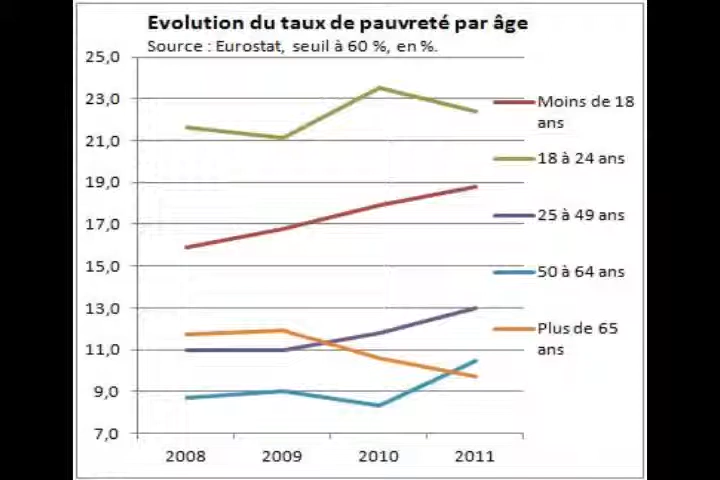 Evolution du taux de pauvreté par âge
Source : Eurostat, seuil à 60 %, en %.
25,0
23,0
21,0
19,0
17,0
15,0
13,0
11,0
9,0
7,0
2008 2009 2010 2011
Moins de 18
ans
18 à 24 ans
25 à 49 ans
50 à 64 ans
Plus de 65
ans